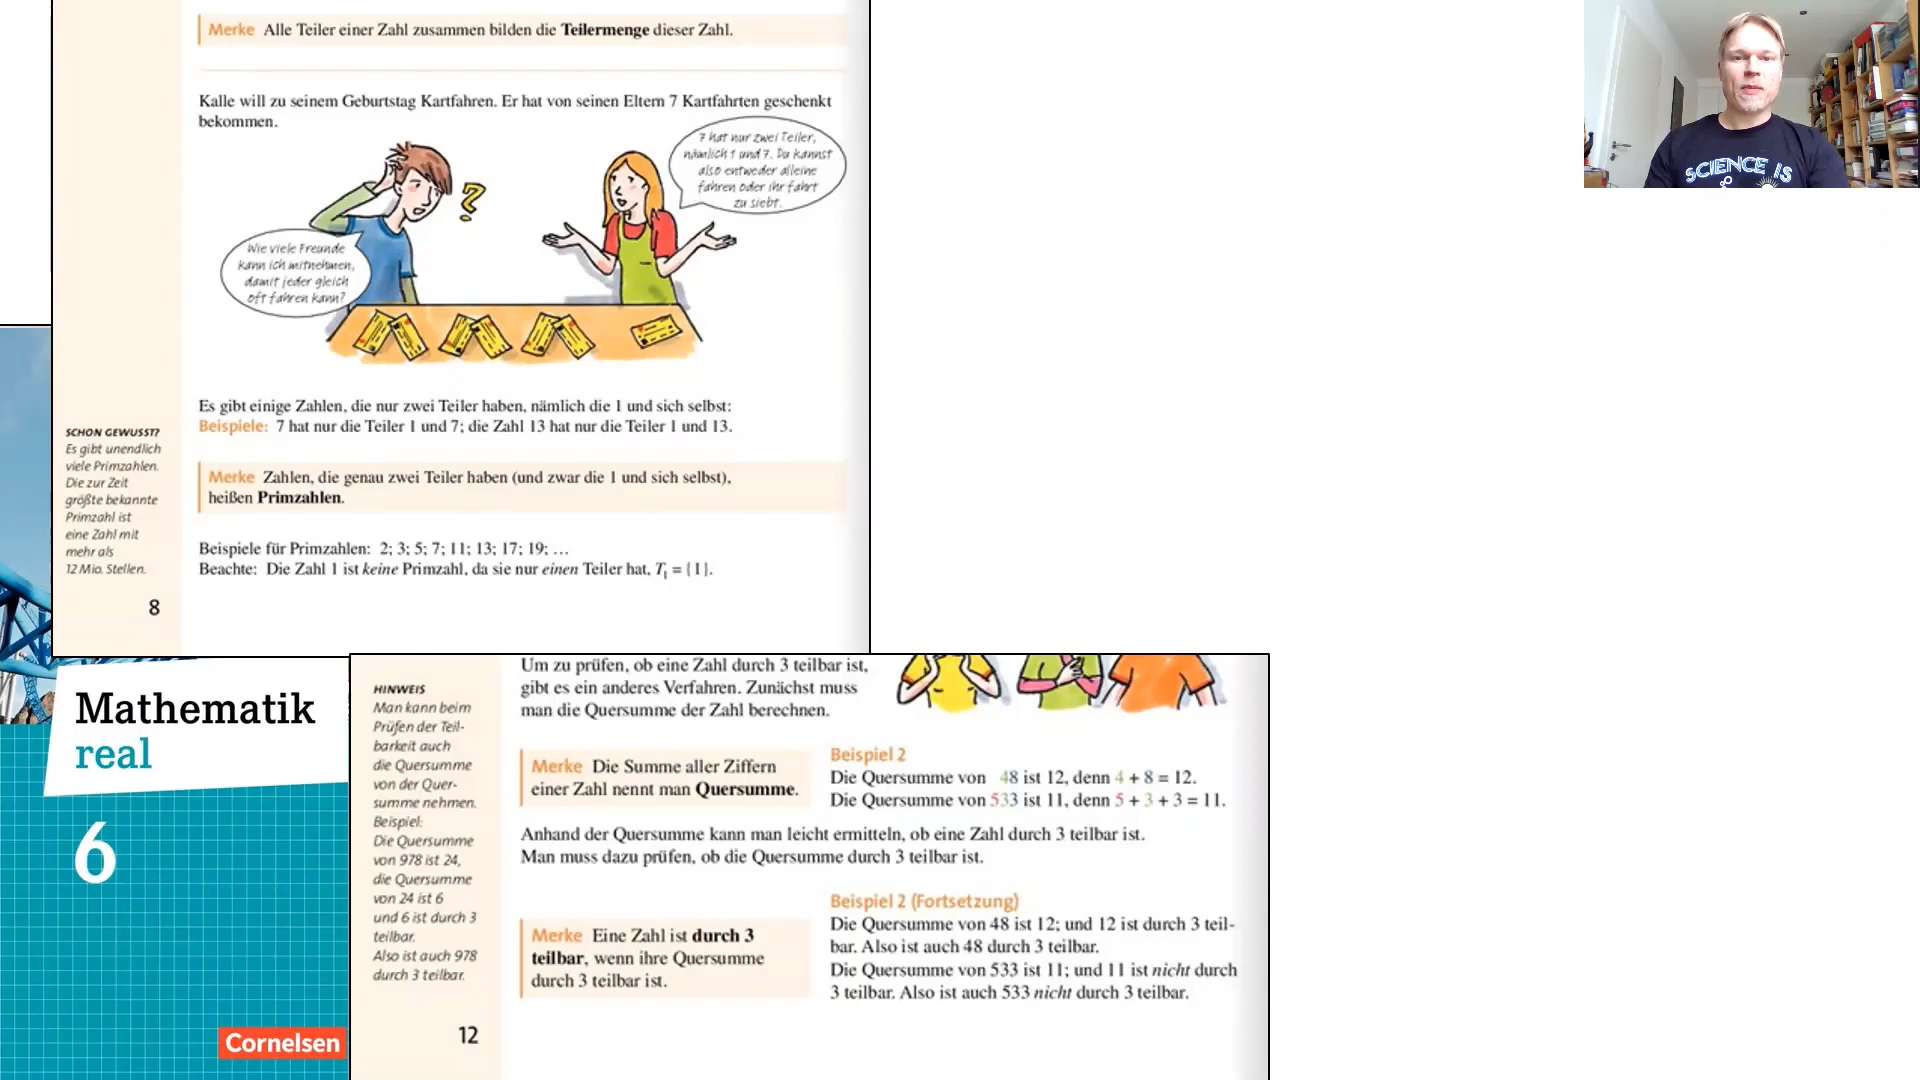 Merke Alle Teiler einer Zahl zusammen bilden die Teilermenge dieser Zahl.
Kalle will zu seinem Geburtstag Kartfahren. Er hat von seinen Eltern 7 Kartfahrten geschenkt
bekommen.
7 hat nur zwei Teiler,
nämlich 1 und 7. Du kannst
also entweder alleine
fahren oder ihr fahrt
zu siebt.
?
Wie viele Freunde
kann ich mitnehmen,
damit jeder gleich
oft fahren kann?
Es gibt einige Zahlen, die nur zwei Teiler haben, nämlich die 1 und sich selbst:
Beispiele: 7 hat nur die Teiler 1 und 7; die Zahl 13 hat nur die Teiler 1 und 13.
SCHON GEWUSST?
Es gibt unendlich
viele Primzahlen.
Die zur Zeit
größte bekannte
Primzahl ist
eine Zahl mit
mehr als
12 Mio. Stellen.
Merke Zahlen, die genau zwei Teiler haben (und zwar die 1 und sich selbst),
heißen Primzahlen.
Beispiele für Primzahlen: 2; 3; 5; 7; 11; 13; 17; 19; …
Beachte: Die Zahl 1 ist keine Primzahl, da sie nur einen Teiler hat, T₁ = {1}.
8
Mathematik
real
6
Cornelsen
HINWEIS
Man kann beim
Prüfen der Teil-
barkeit auch
die Quersumme
von der Quer-
summe nehmen.
Beispiel:
Die Quersumme
von 978 ist 24,
die Quersumme
von 24 ist 6
und 6 ist durch 3
teilbar.
Also ist auch 978
durch 3 teilbar.
12
Um zu prüfen, ob eine Zahl durch 3 teilbar ist,
gibt es ein anderes Verfahren. Zunächst muss
man die Quersumme der Zahl berechnen.
Merke Die Summe aller Ziffern
einer Zahl nennt man Quersumme.
Beispiel 2
Die Quersumme von 48 ist 12, denn 4 + 8 = 12.
Die Quersumme von 533 ist 11, denn 5 + 3 + 3 = 11.
Anhand der Quersumme kann man leicht ermitteln, ob eine Zahl durch 3 teilbar ist.
Man muss dazu prüfen, ob die Quersumme durch 3 teilbar ist.
Merke Eine Zahl ist durch 3
teilbar, wenn ihre Quersumme
durch 3 teilbar ist.
Beispiel 2 (Fortsetzung)
Die Quersumme von 48 ist 12; und 12 ist durch 3 teil-
bar. Also ist auch 48 durch 3 teilbar.
Die Quersumme von 533 ist 11; und 11 ist nicht durch
3 teilbar. Also ist auch 533 nicht durch 3 teilbar.
SCIENCE IS